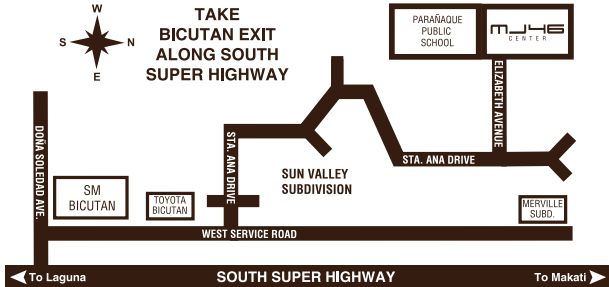 W
S
N
E
TAKE
BICUTAN EXIT
ALONG SOUTH
SUPER HIGHWAY
PARAÑAQUE
PUBLIC
SCHOOL
MJ46
CENTER
ELIZABETH AVENUE
DOÑA SOLEDAD AVE.
STA. ANA DRIVE
STA. ANA DRIVE
SUN VALLEY
SUBDIVISION
SM
BICUTAN
TOYOTA
BICUTAN
MERVILLE
SUBD.
WEST SERVICE ROAD
To Laguna
SOUTH SUPER HIGHWAY
To Makati